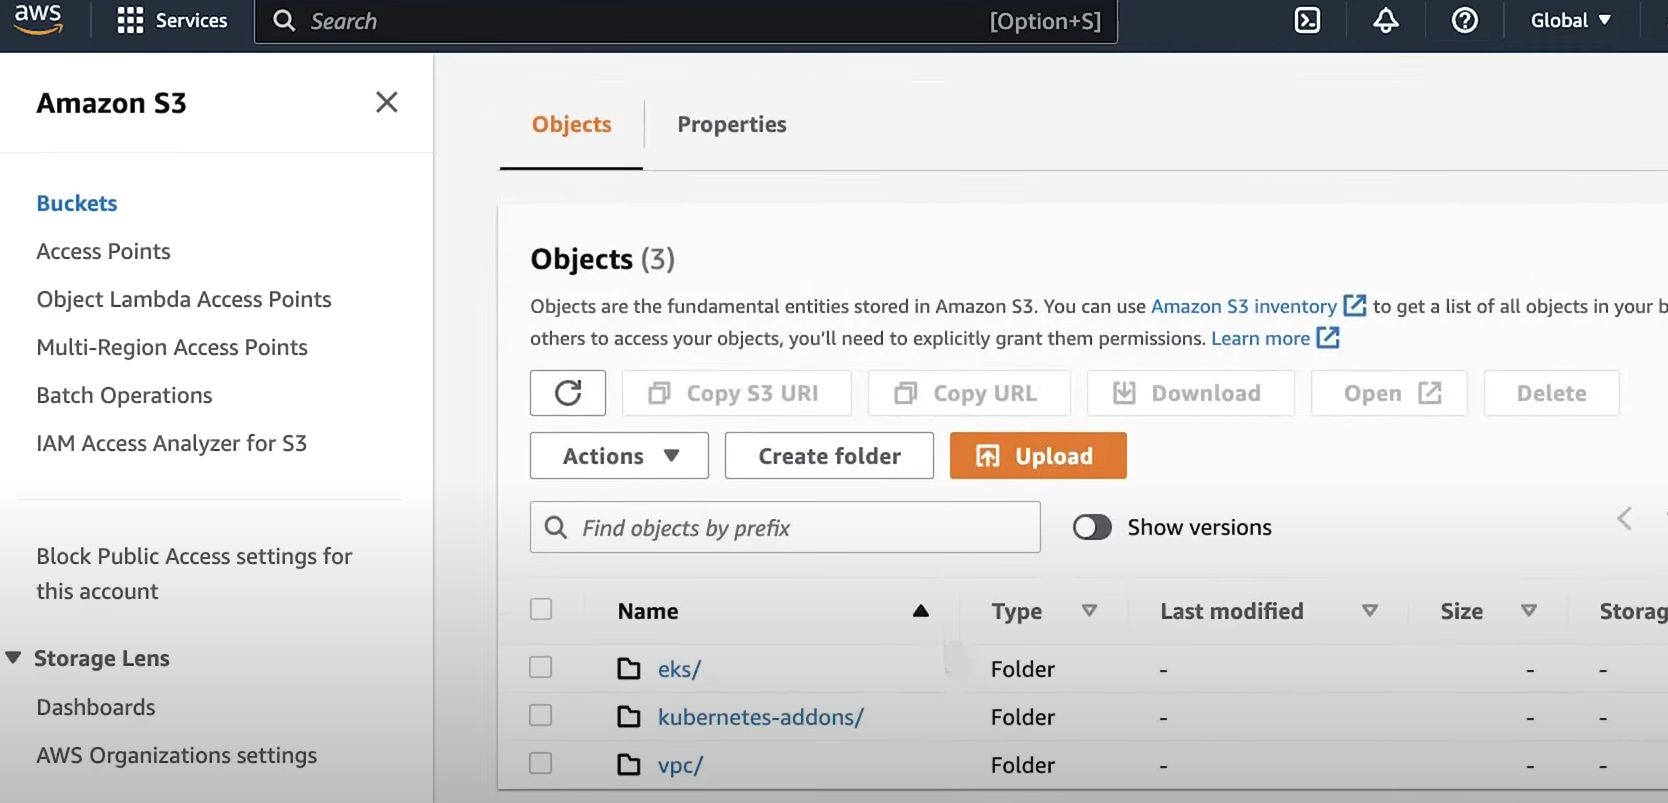 aws
Services
Search
[Option+S]
Global
Amazon S3
Buckets
Access Points
Object Lambda Access Points
Multi-Region Access Points
Batch Operations
IAM Access Analyzer for S3
Block Public Access settings for
this account
Storage Lens
Dashboards
AWS Organizations settings
Objects
Properties
Objects (3)
Objects are the fundamental entities stored in Amazon S3. You can use Amazon S3 inventory to get a list of all objects in your
others to access your objects, you'll need to explicitly grant them permissions. Learn more
Copy S3 URI
Copy URL
Download
Open
Delete
Actions
Create folder
Upload
Find objects by prefix
Show versions
Name Type Last modified Size
eks/ Folder - - -
kubernetes-addons/ Folder - - -
vpc/ Folder - - -